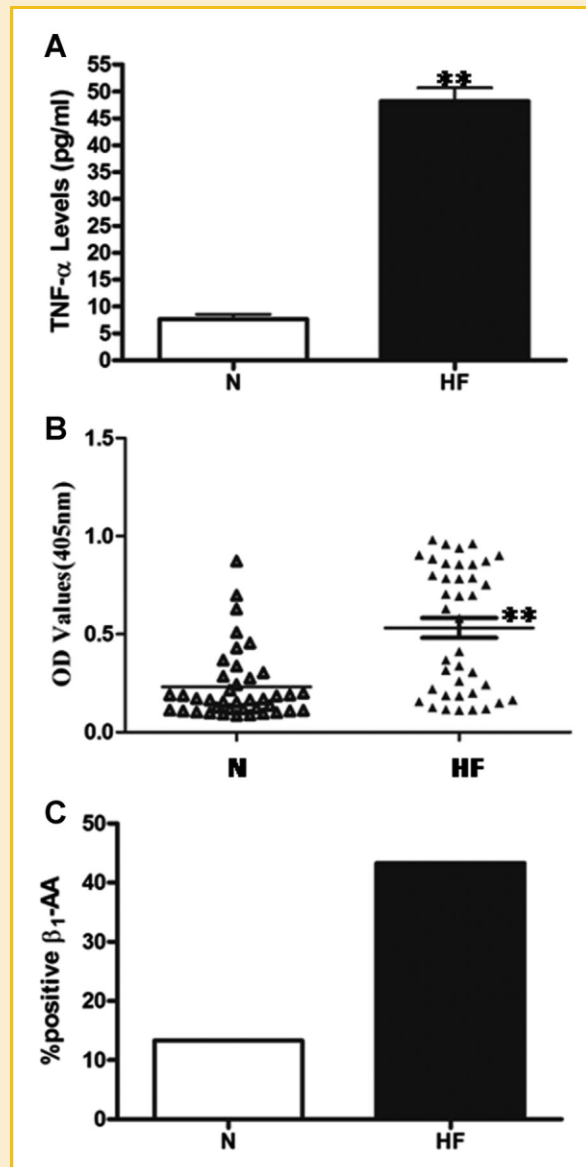 A
TNF-α Levels (pg/ml)
55
50
45
40
35
30
25
20
15
10
5
0
**
N
HF
B
OD Values(405nm)
1.5
1.0
0.5
0.0
**
N
HF
C
%positive β₁-AA
50
40
30
20
10
0
N
HF